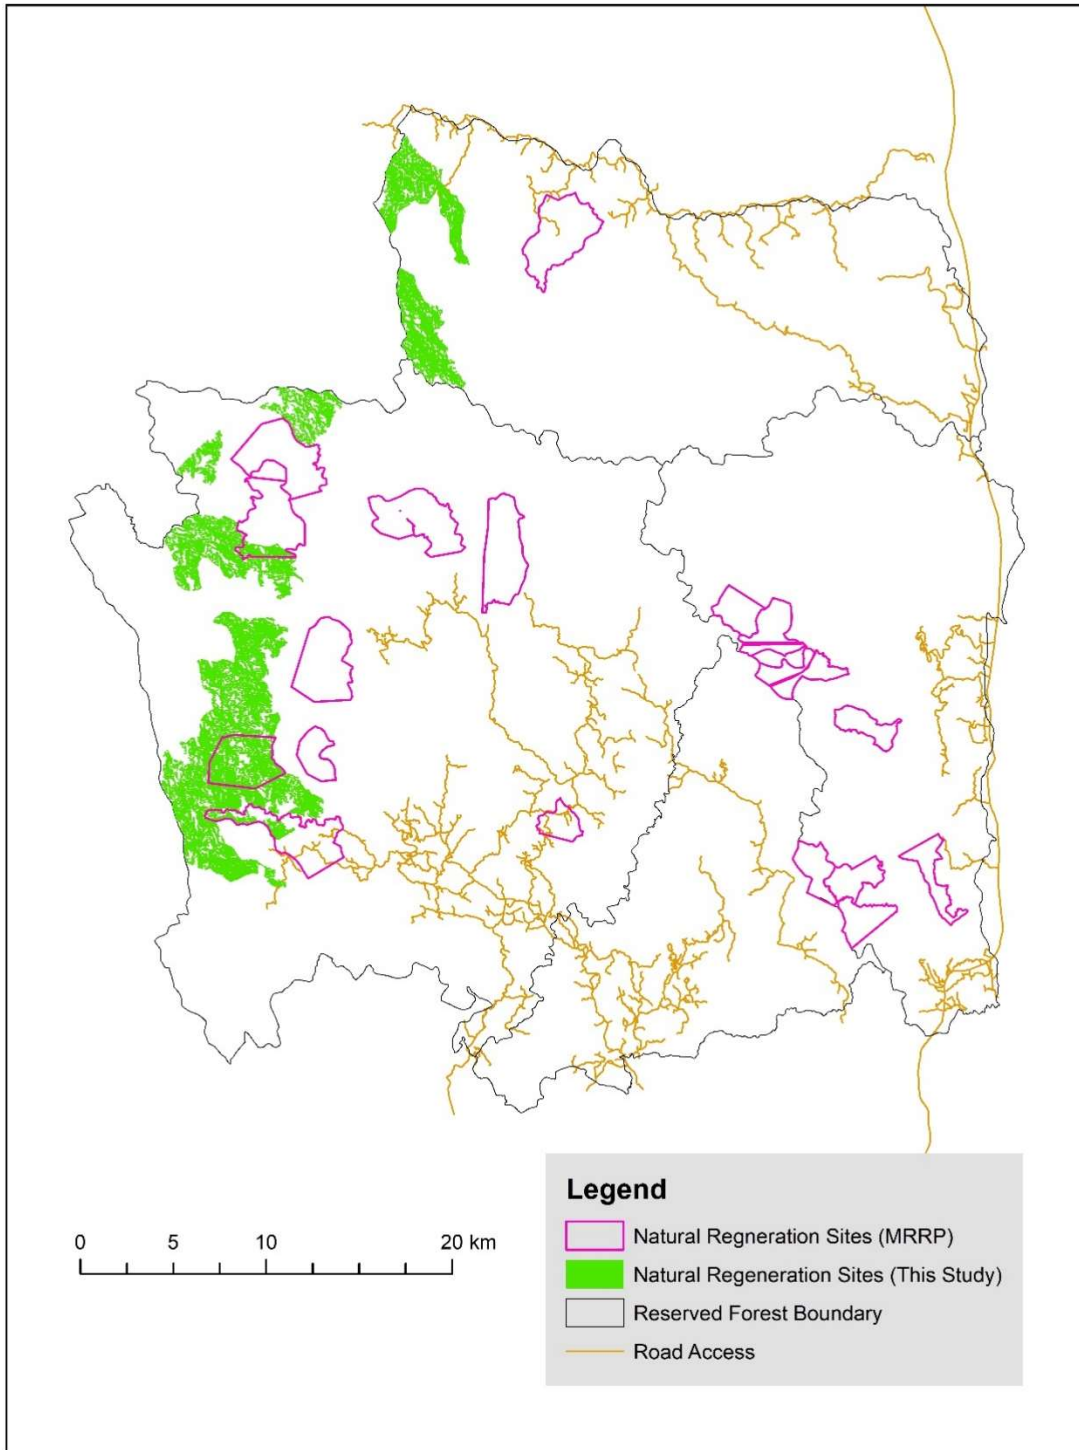 0 5 10 20 km
Legend
Natural Regneration Sites (MRRP)
Natural Regeneration Sites (This Study)
Reserved Forest Boundary
Road Access